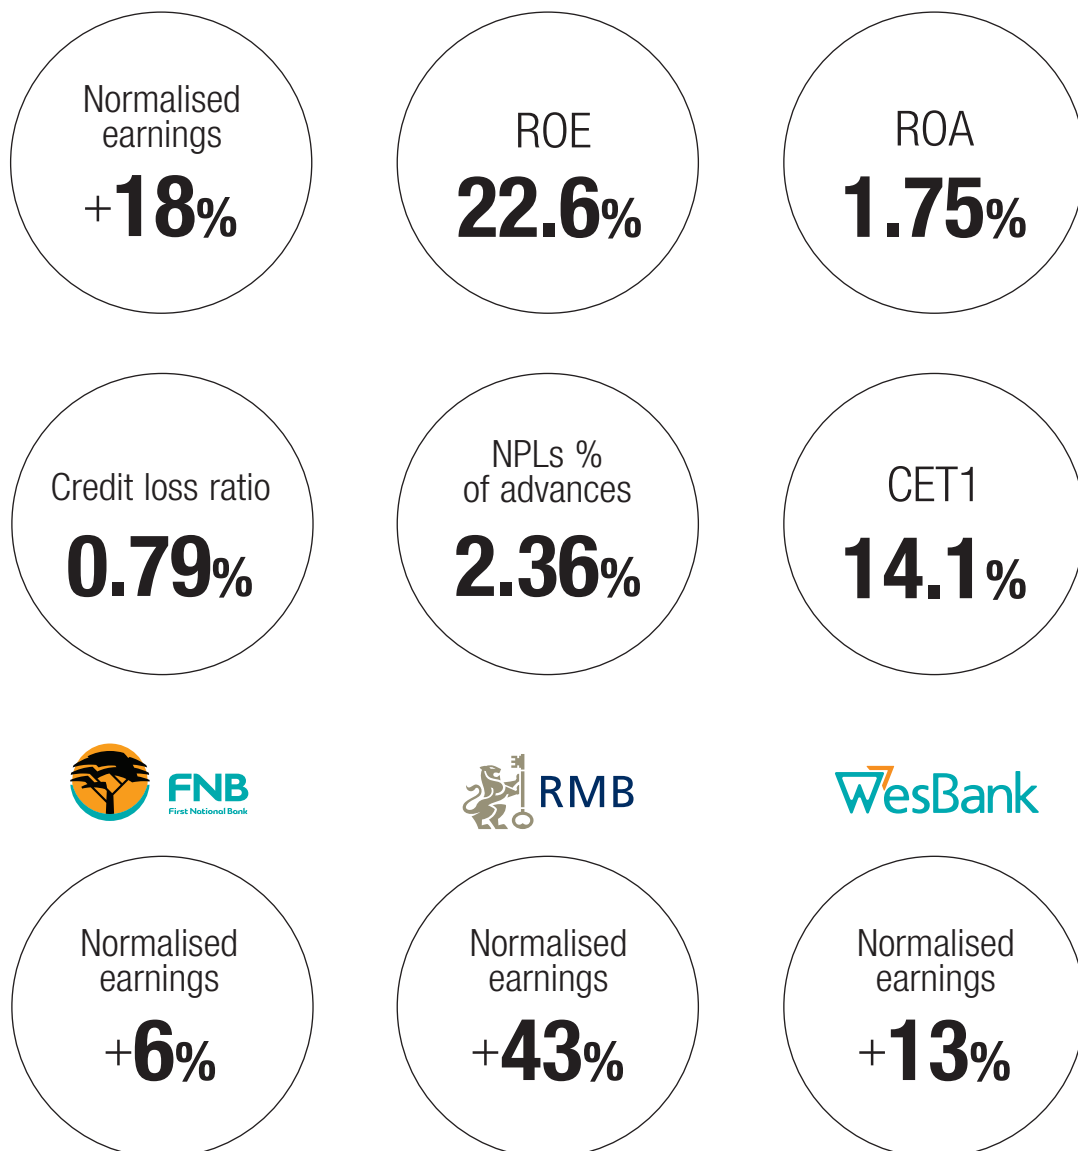 Normalised
earnings
+18%
ROE
22.6%
ROA
1.75%
Credit loss ratio
0.79%
NPLs %
of advances
2.36%
CET1
14.1%
FNB
First National Bank
RMB
WesBank
Normalised
earnings
+6%
Normalised
earnings
+43%
Normalised
earnings
+13%